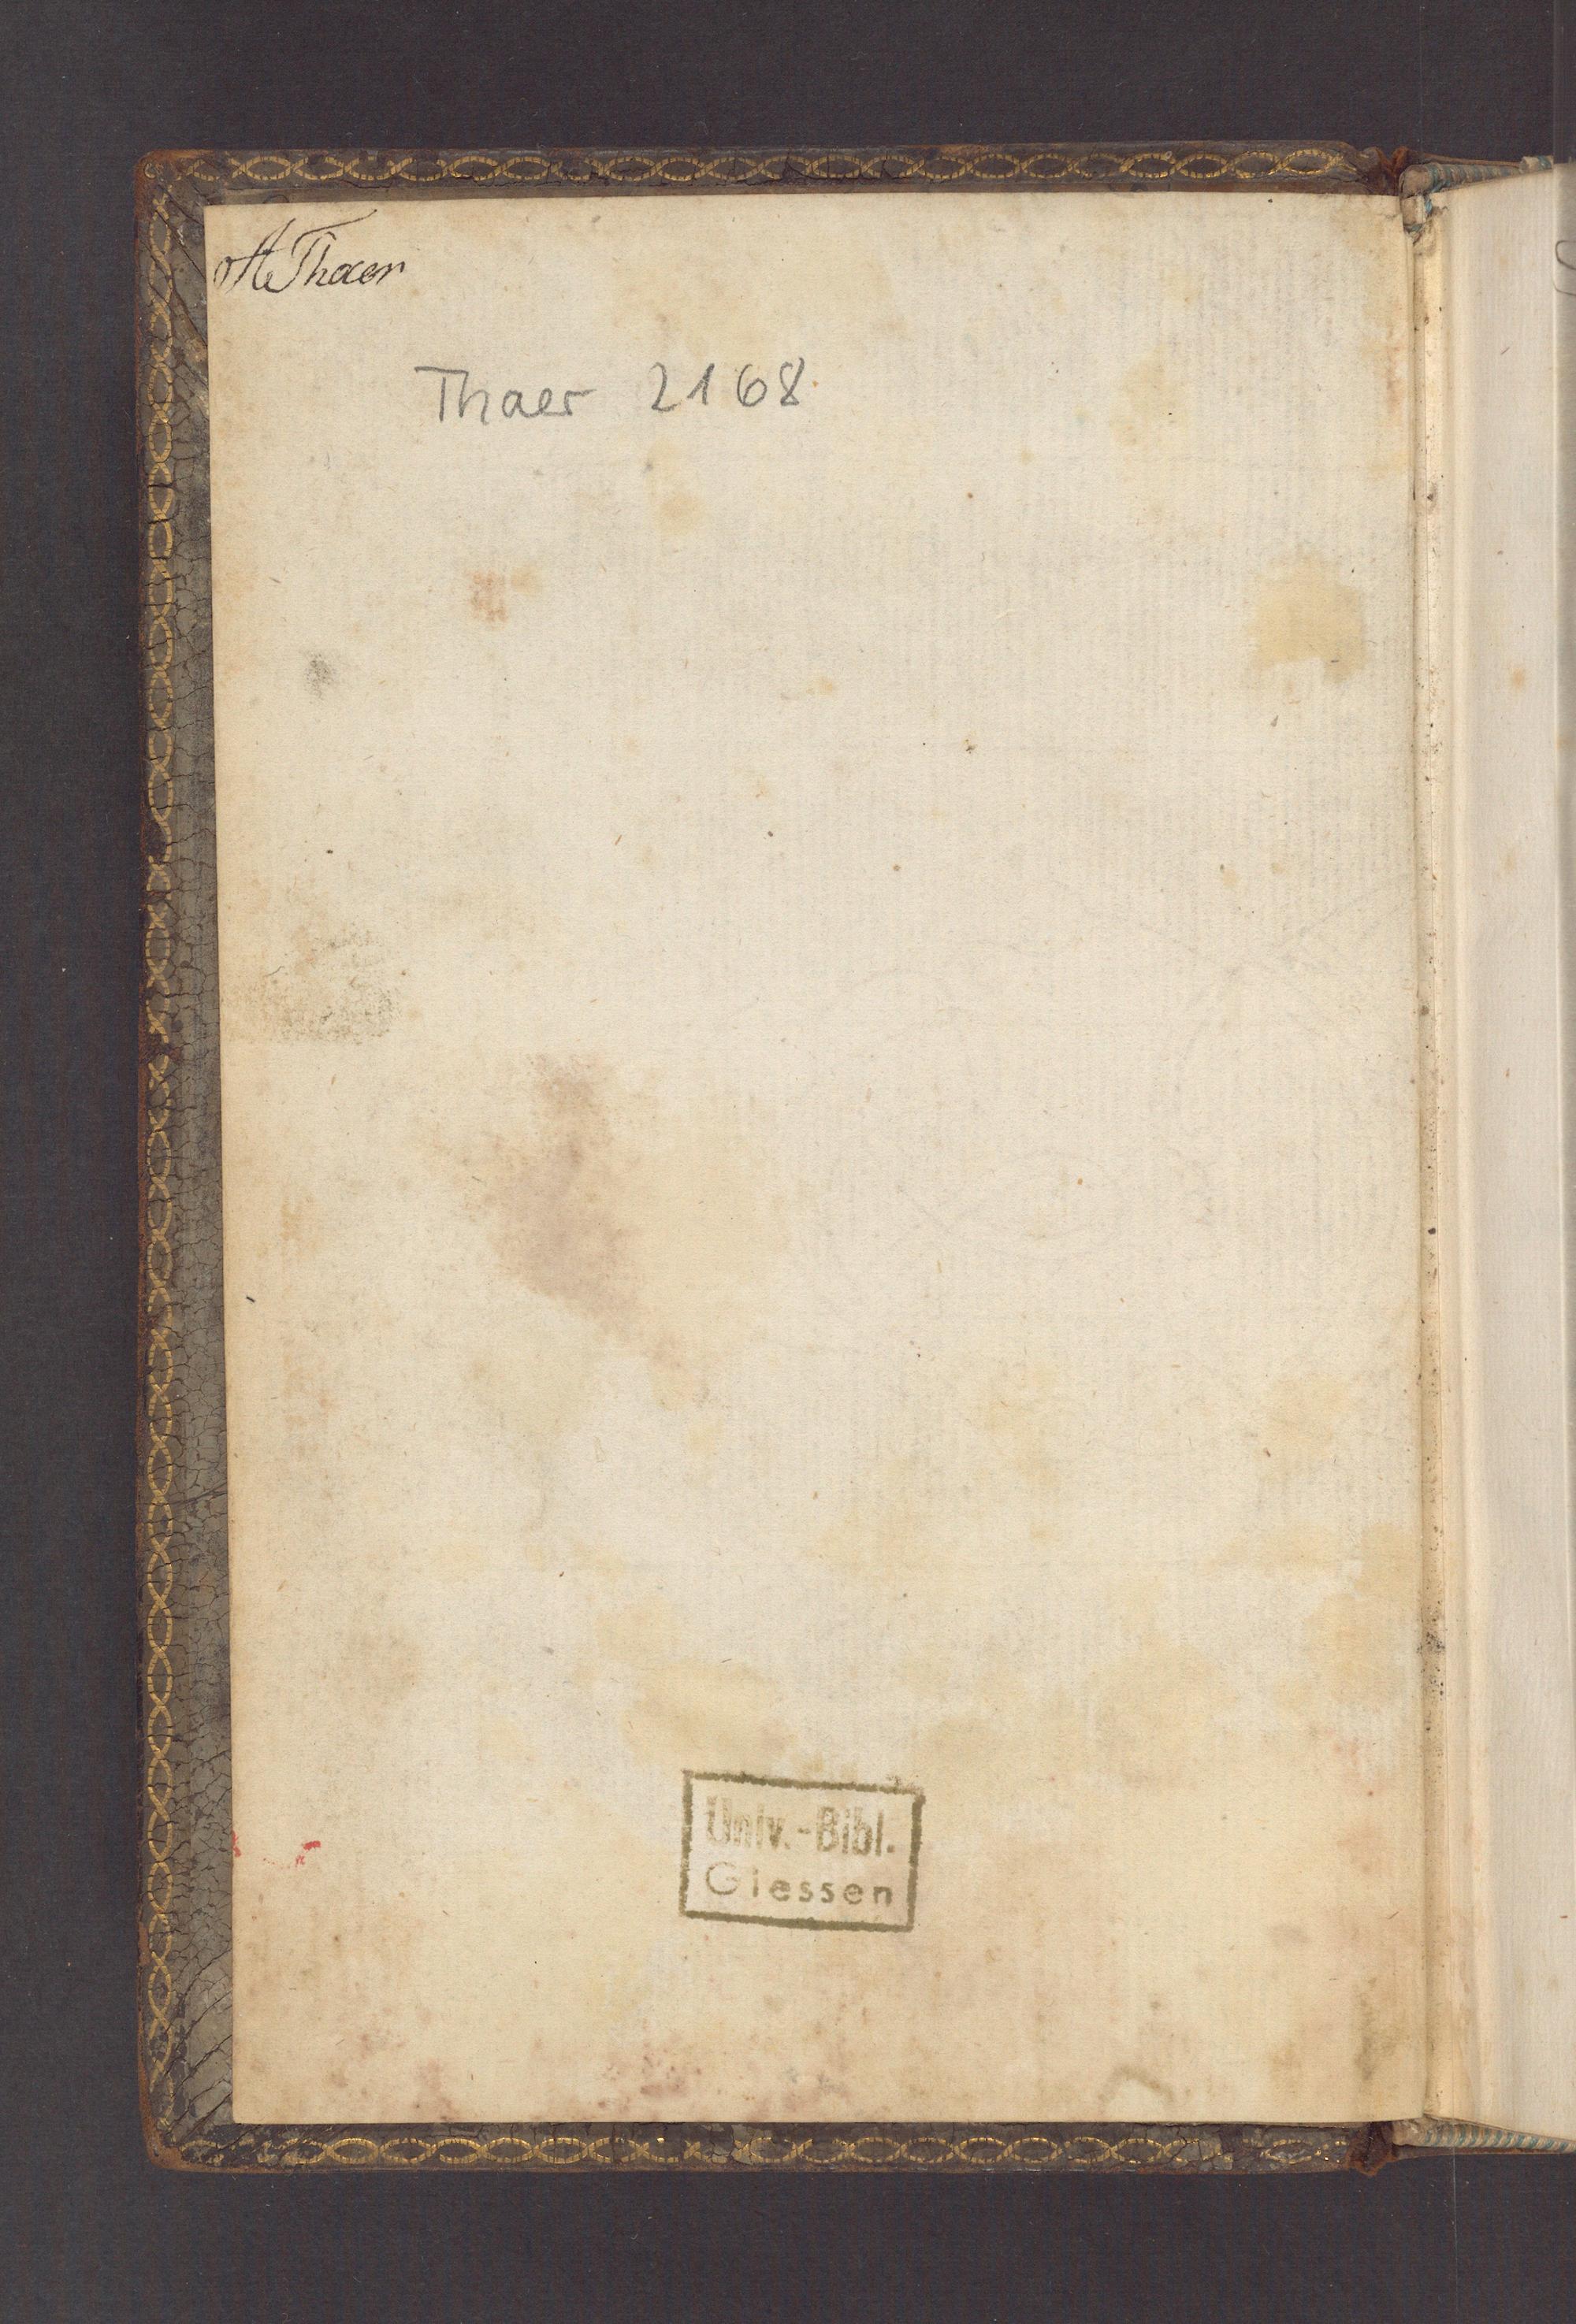 A Thaer
Thaer 2168
Univ.-Bibl.
Giessen